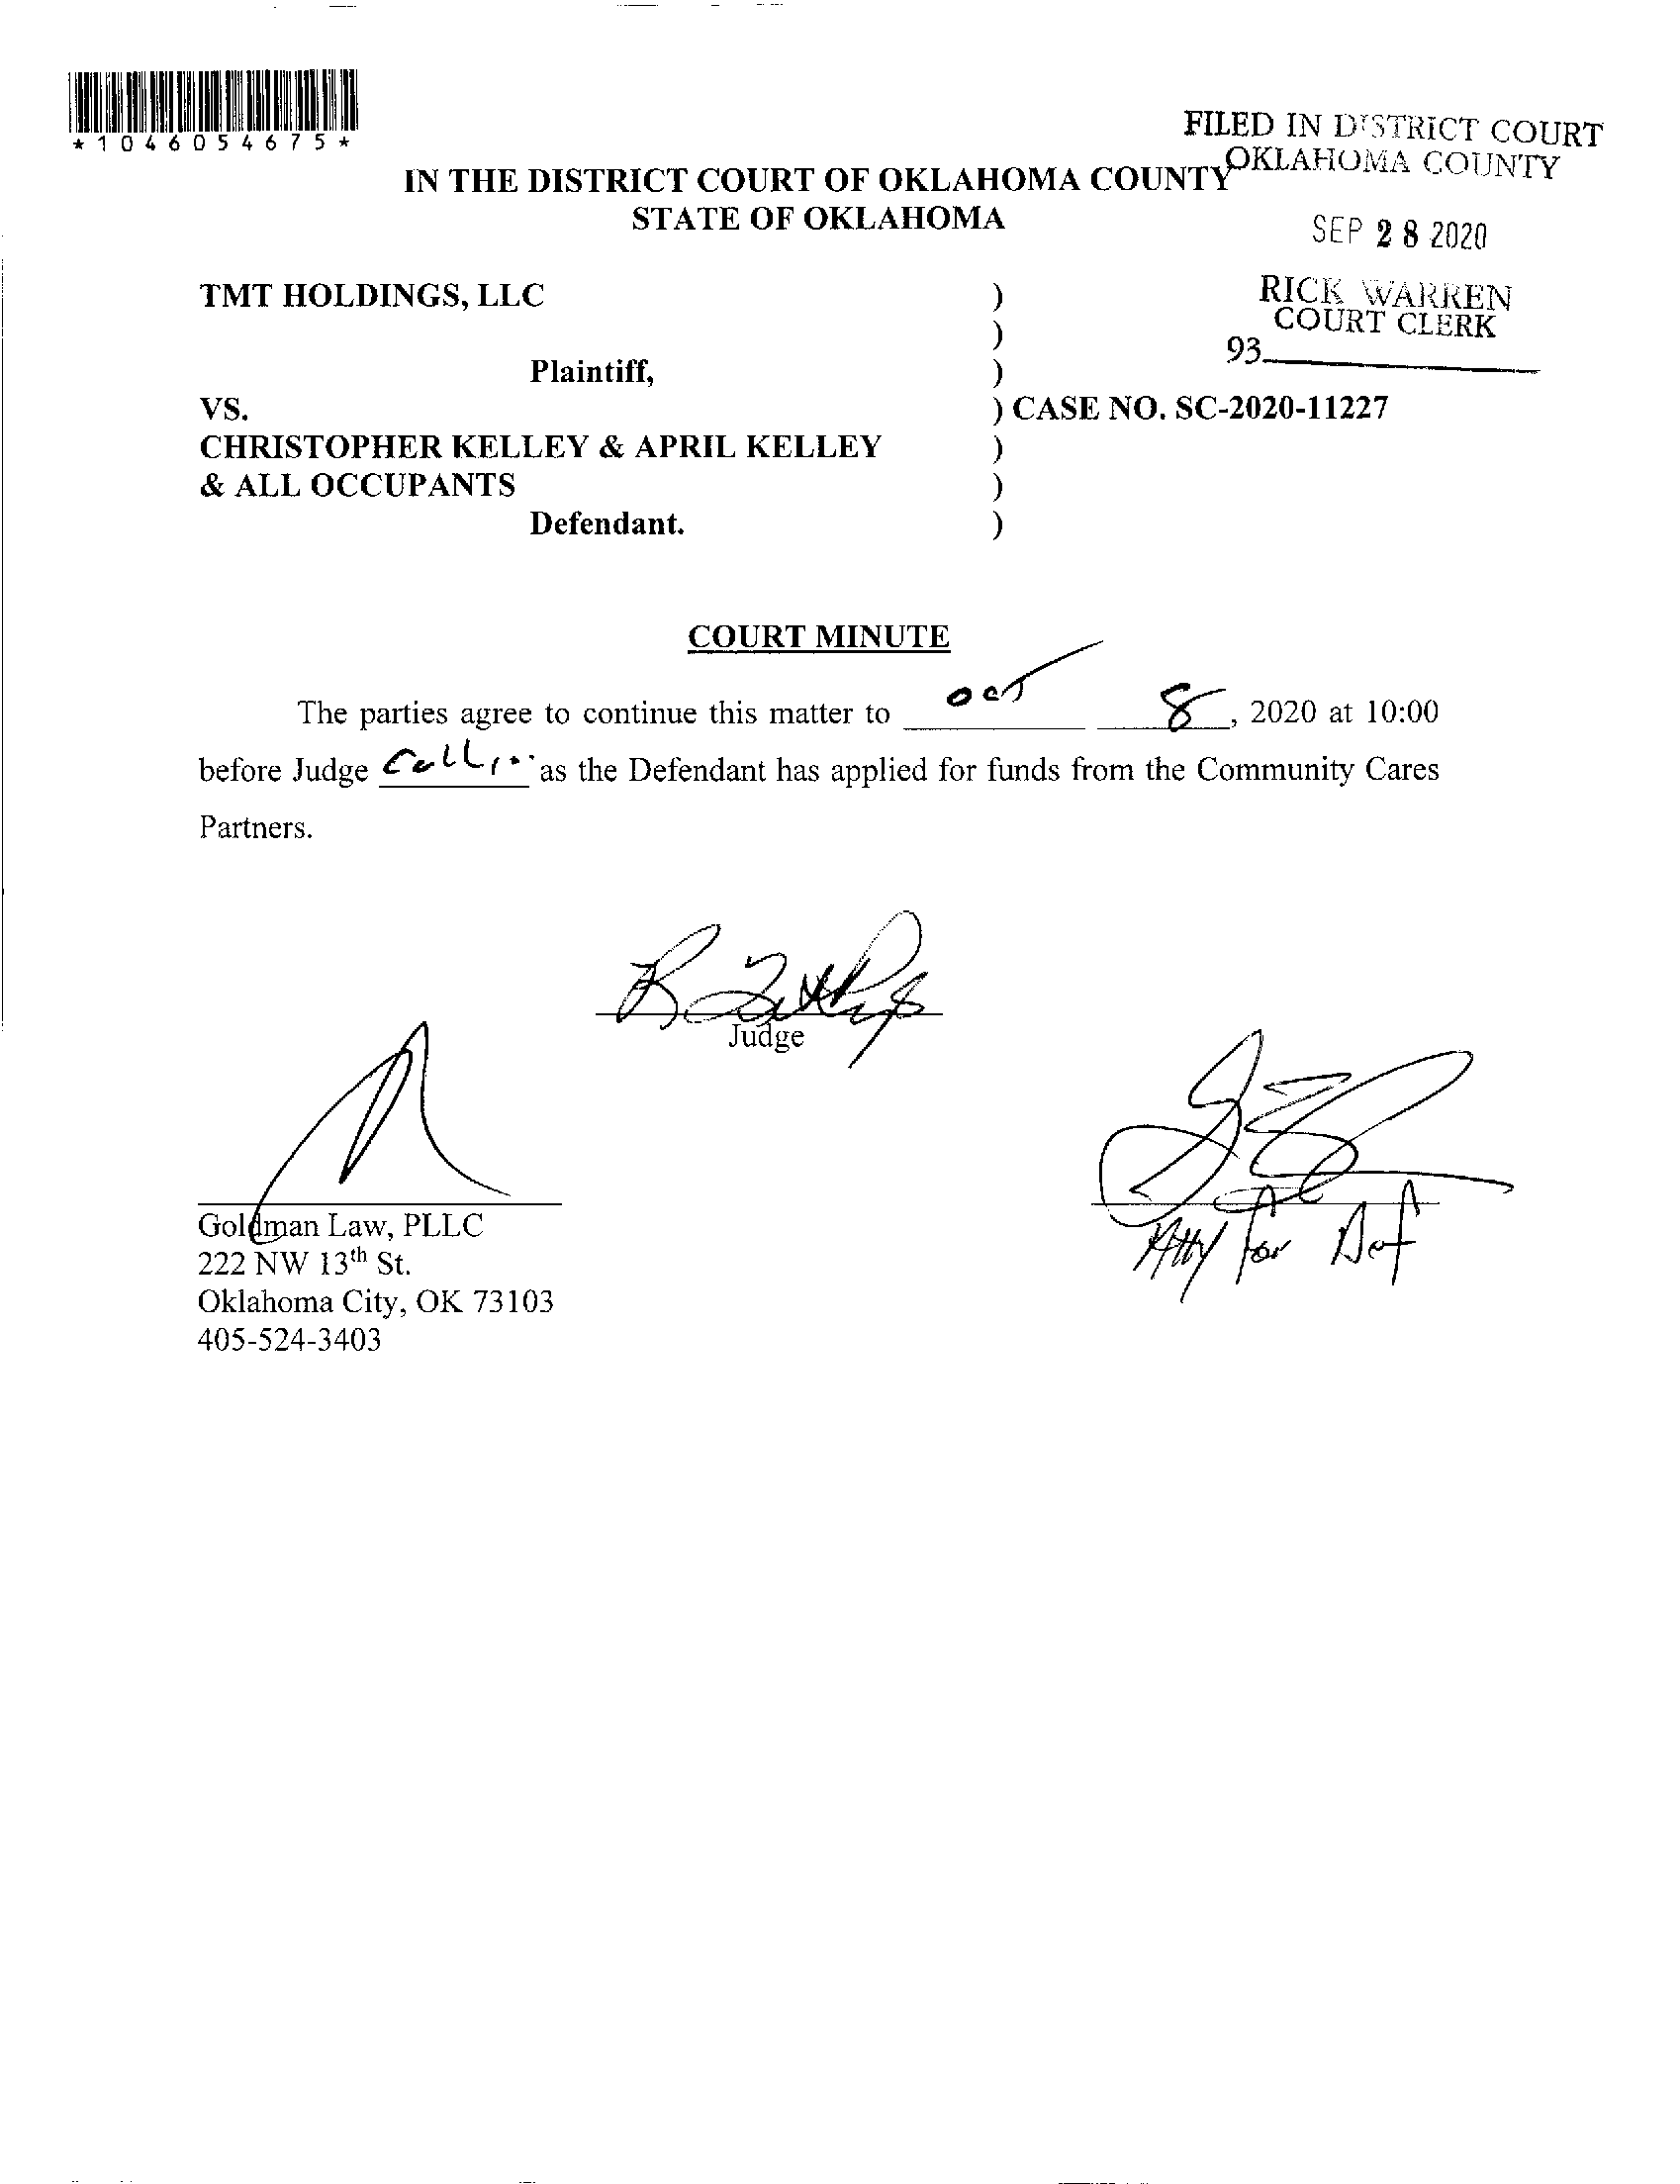 *1046054675*
FILED IN DISTRICT COURT
OKLAHOMA COUNTY
IN THE DISTRICT COURT OF OKLAHOMA COUNTY
STATE OF OKLAHOMA
SEP 28 2020
RICK WARREN
COURT CLERK
93
TMT HOLDINGS, LLC )
)
Plaintiff, )
VS. ) CASE NO. SC-2020-11227
CHRISTOPHER KELLEY & APRIL KELLEY )
& ALL OCCUPANTS )
Defendant. )
COURT MINUTE
The parties agree to continue this matter to oct 8, 2020 at 10:00
before Judge as the Defendant has applied for funds from the Community Cares
Partners.
Judge
Goldman Law, PLLC
222 NW 13th St.
Oklahoma City, OK 73103
405-524-3403
Atty for Def